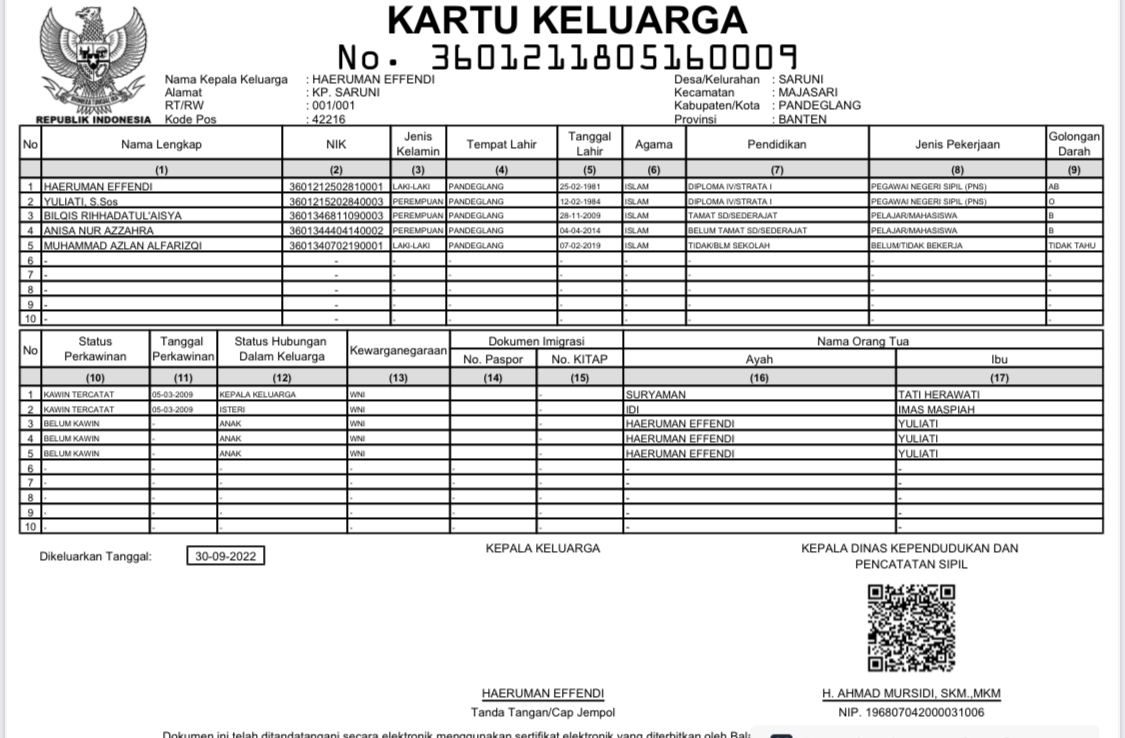 KARTU KELUARGA
No. 3601211805160009
REPUBLIK INDONESIA
Nama Kepala Keluarga : HAERUMAN EFFENDI
Alamat : KP. SARUNI
RT/RW : 001/001
Kode Pos : 42216
Desa/Kelurahan : SARUNI
Kecamatan : MAJASARI
Kabupaten/Kota : PANDEGLANG
Provinsi : BANTEN
No Nama Lengkap NIK Jenis Kelamin Tempat Lahir Tanggal Lahir Agama Pendidikan Jenis Pekerjaan Golongan Darah
(1) (2) (3) (4) (5) (6) (7) (8) (9)
1 HAERUMAN EFFENDI 3601212502810001 LAKI-LAKI PANDEGLANG 25-02-1981 ISLAM DIPLOMA IV/STRATA I PEGAWAI NEGERI SIPIL (PNS) AB
2 YULIATI, S.Sos 3601215202840003 PEREMPUAN PANDEGLANG 12-02-1984 ISLAM DIPLOMA IV/STRATA I PEGAWAI NEGERI SIPIL (PNS) O
3 BILQIS RIHHADATUL'AISYA 3601346811090003 PEREMPUAN PANDEGLANG 28-11-2009 ISLAM TAMAT SD/SEDERAJAT PELAJAR/MAHASISWA B
4 ANISA NUR AZZAHRA 3601344404140002 PEREMPUAN PANDEGLANG 04-04-2014 ISLAM BELUM TAMAT SD/SEDERAJAT PELAJAR/MAHASISWA B
5 MUHAMMAD AZLAN ALFARIZQI 3601340702190001 LAKI-LAKI PANDEGLANG 07-02-2019 ISLAM TIDAK/BLM SEKOLAH BELUM/TIDAK BEKERJA TIDAK TAHU
6 - - - - - - - - -
7 - - - - - - - - -
8 - - - - - - - - -
9 - - - - - - - - -
10 - - - - - - - - -
No Status Perkawinan Tanggal Perkawinan Status Hubungan Dalam Keluarga Kewarganegaraan Dokumen Imigrasi Nama Orang Tua
No. Paspor No. KITAP Ayah Ibu
(10) (11) (12) (13) (14) (15) (16) (17)
1 KAWIN TERCATAT 05-03-2009 KEPALA KELUARGA WNI - SURYAMAN TATI HERAWATI
2 KAWIN TERCATAT 05-03-2009 ISTERI WNI - IDI IMAS MASPIAH
3 BELUM KAWIN - ANAK WNI - HAERUMAN EFFENDI YULIATI
4 BELUM KAWIN - ANAK WNI - HAERUMAN EFFENDI YULIATI
5 BELUM KAWIN - ANAK WNI - HAERUMAN EFFENDI YULIATI
6 - - - - - - - -
7 - - - - - - - -
8 - - - - - - - -
9 - - - - - - - -
10 - - - - - - - -
Dikeluarkan Tanggal: 30-09-2022
KEPALA KELUARGA
KEPALA DINAS KEPENDUDUKAN DAN
PENCATATAN SIPIL
HAERUMAN EFFENDI
Tanda Tangan/Cap Jempol
H. AHMAD MURSIDI, SKM.,MKM
NIP. 196807042000031006
Dokumen ini telah ditandatangani secara elektronik menggunakan sertifikat elektronik yang diterbitkan oleh